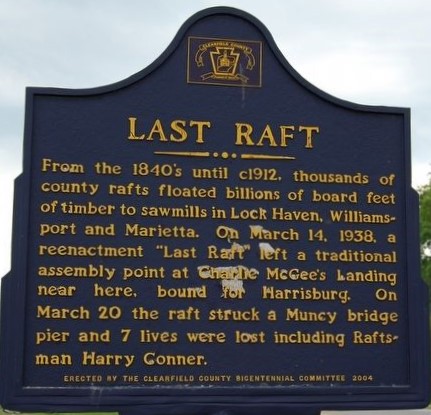 CLEARFIELD COUNTY
LAST RAFT
From the 1840's until c1912, thousands of
county rafts floated billions of board feet
of timber to sawmills in Lock Haven, Williams-
port and Marietta. On March 14, 1938, a
reenactment "Last Raft" left a traditional
assembly point at Charlie McGee's Landing
near here, bound for Harrisburg. On
March 20 the raft struck a Muncy bridge
pier and 7 lives were lost including Rafts-
man Harry Conner.
ERECTED BY THE CLEARFIELD COUNTY BICENTENNIAL COMMITTEE 2004